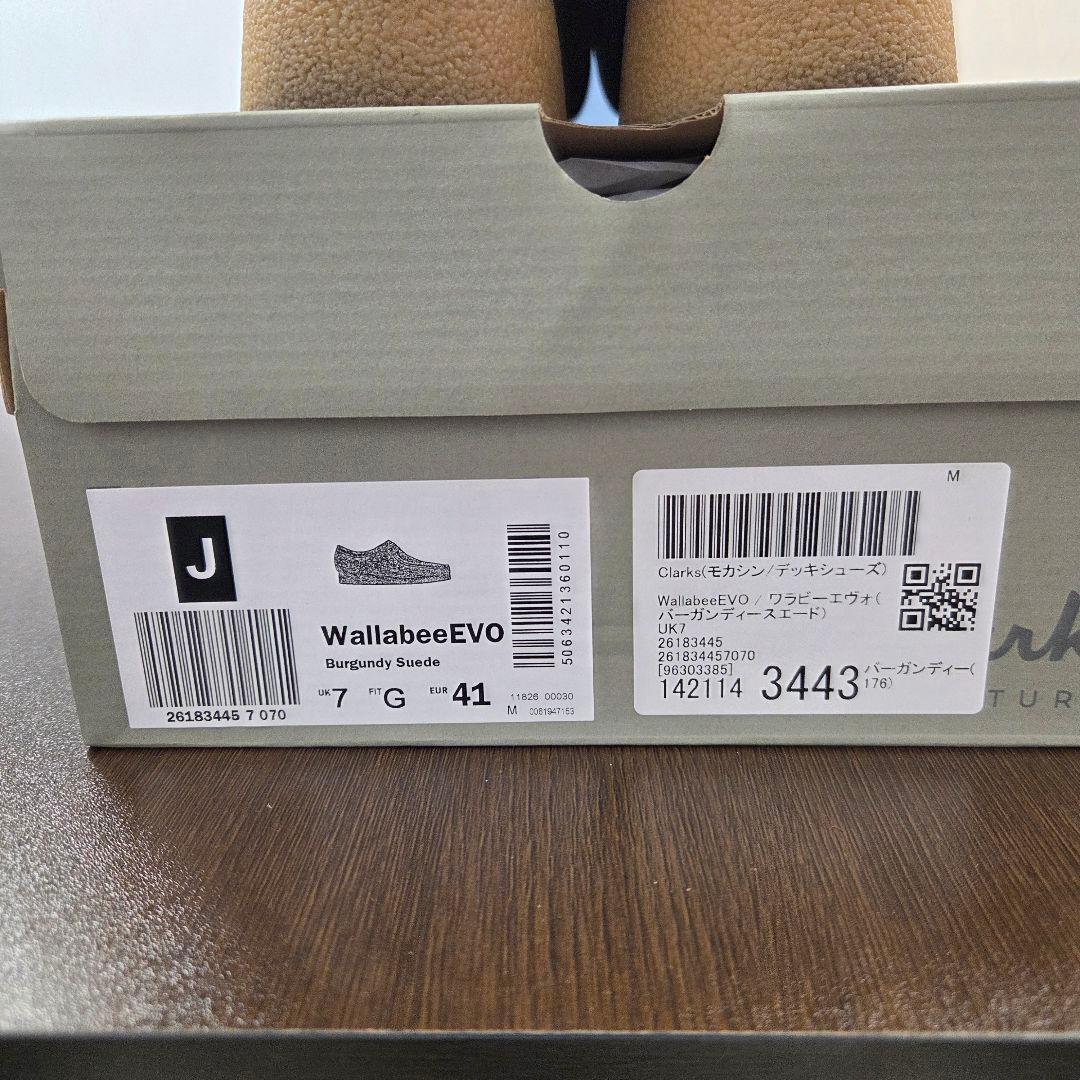 J
WallabeeEVO
Burgundy Suede
UK 7 FIT G EUR 41
26183445 7 070
11826 00030
M 0081947153
5063421360110
M
Clarks(モカシン/デッキシューズ)
WallabeeEVO / ワラビーエヴォ(
バーガンディースエード)
UK7
26183445
261834457070
[96303385]
142114 3443 バーガンディー(
176)
rk
TUR